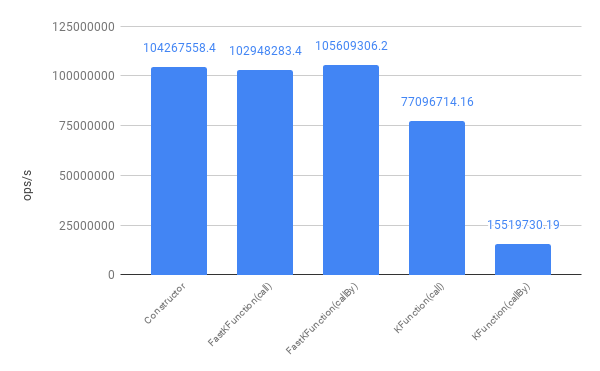 125000000
100000000
75000000
50000000
25000000
0
ops/s
104267558.4
102948283.4
105609306.2
77096714.16
15519730.19
Constructor
FastKFunction(call)
FastKFunction(callBy)
KFunction(call)
KFunction(callBy)